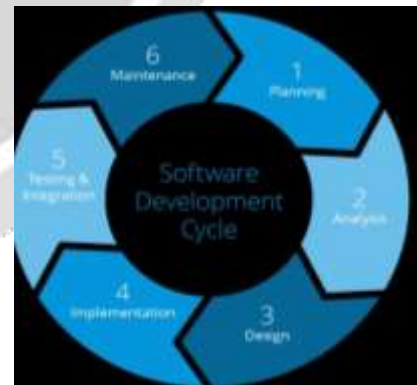 Software
Development
Cycle
1
Planning
2
Analysis
3
Design
4
Implementation
5
Testing &
Integration
6
Maintenance